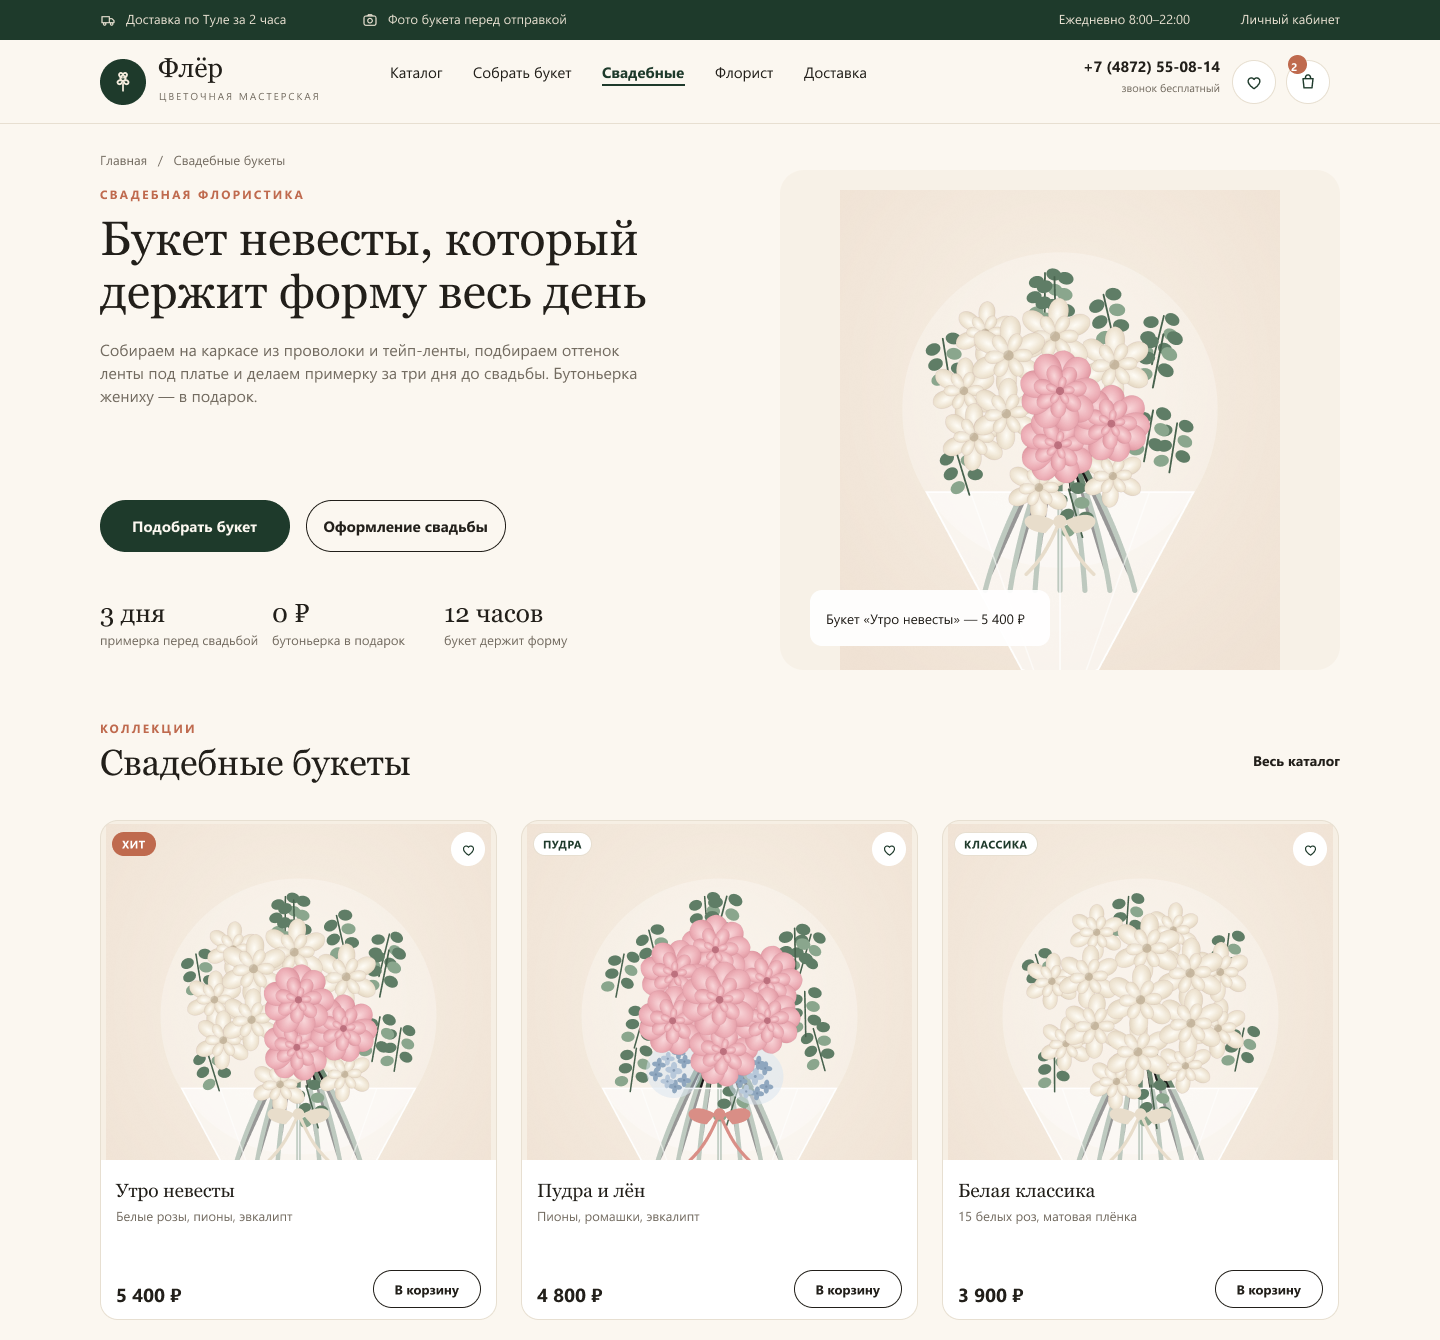 Доставка по Туле за 2 часа
Фото букета перед отправкой
Ежедневно 8:00–22:00
Личный кабинет
Флёр
ЦВЕТОЧНАЯ МАСТЕРСКАЯ
Каталог
Собрать букет
Свадебные
Флорист
Доставка
+7 (4872) 55-08-14
звонок бесплатный
2
Главная / Свадебные букеты
СВАДЕБНАЯ ФЛОРИСТИКА
Букет невесты, который
держит форму весь день
Собираем на каркасе из проволоки и тейп-ленты, подбираем оттенок
ленты под платье и делаем примерку за три дня до свадьбы. Бутоньерка
жениху — в подарок.
Подобрать букет
Оформление свадьбы
3 дня
примерка перед свадьбой
0 ₽
бутоньерка в подарок
12 часов
букет держит форму
Букет «Утро невесты» — 5 400 ₽
КОЛЛЕКЦИИ
Свадебные букеты
Весь каталог
ХИТ
ПУДРА
КЛАССИКА
Утро невесты
Белые розы, пионы, эвкалипт
5 400 ₽
В корзину
Пудра и лён
Пионы, ромашки, эвкалипт
4 800 ₽
В корзину
Белая классика
15 белых роз, матовая плёнка
3 900 ₽
В корзину